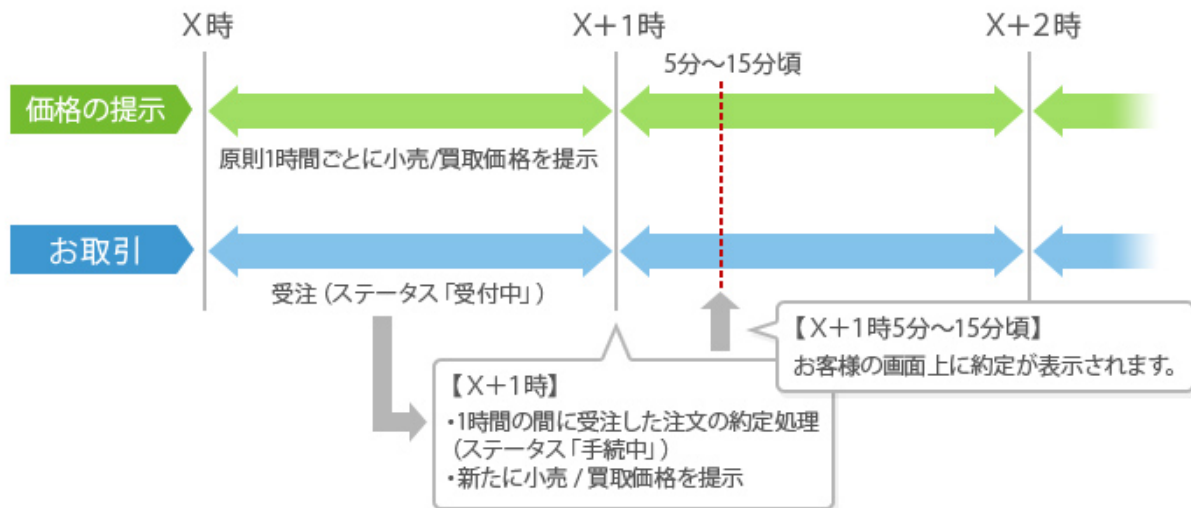 X時
X+1時
X+2時
5分～15分頃
価格の提示
原則1時間ごとに小売/買取価格を提示
お取引
受注(ステータス「受付中」)
【X+1時5分～15分頃】
お客様の画面上に約定が表示されます。
【X+1時】
・1時間の間に受注した注文の約定処理
(ステータス「手続中」)
・新たに小売 / 買取価格を提示